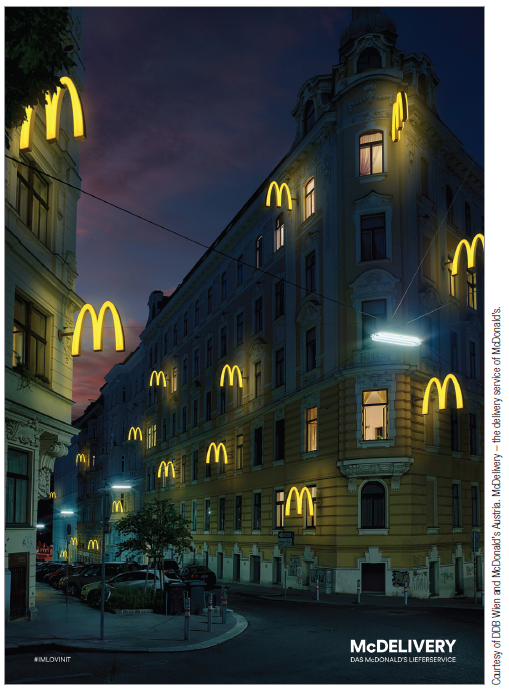 #IMLOVINIT
McDELIVERY
DAS McDONALD'S LIEFERSERVICE
Courtesy of DDB Wien and McDonald's Austria. McDelivery – the delivery service of McDonald's.